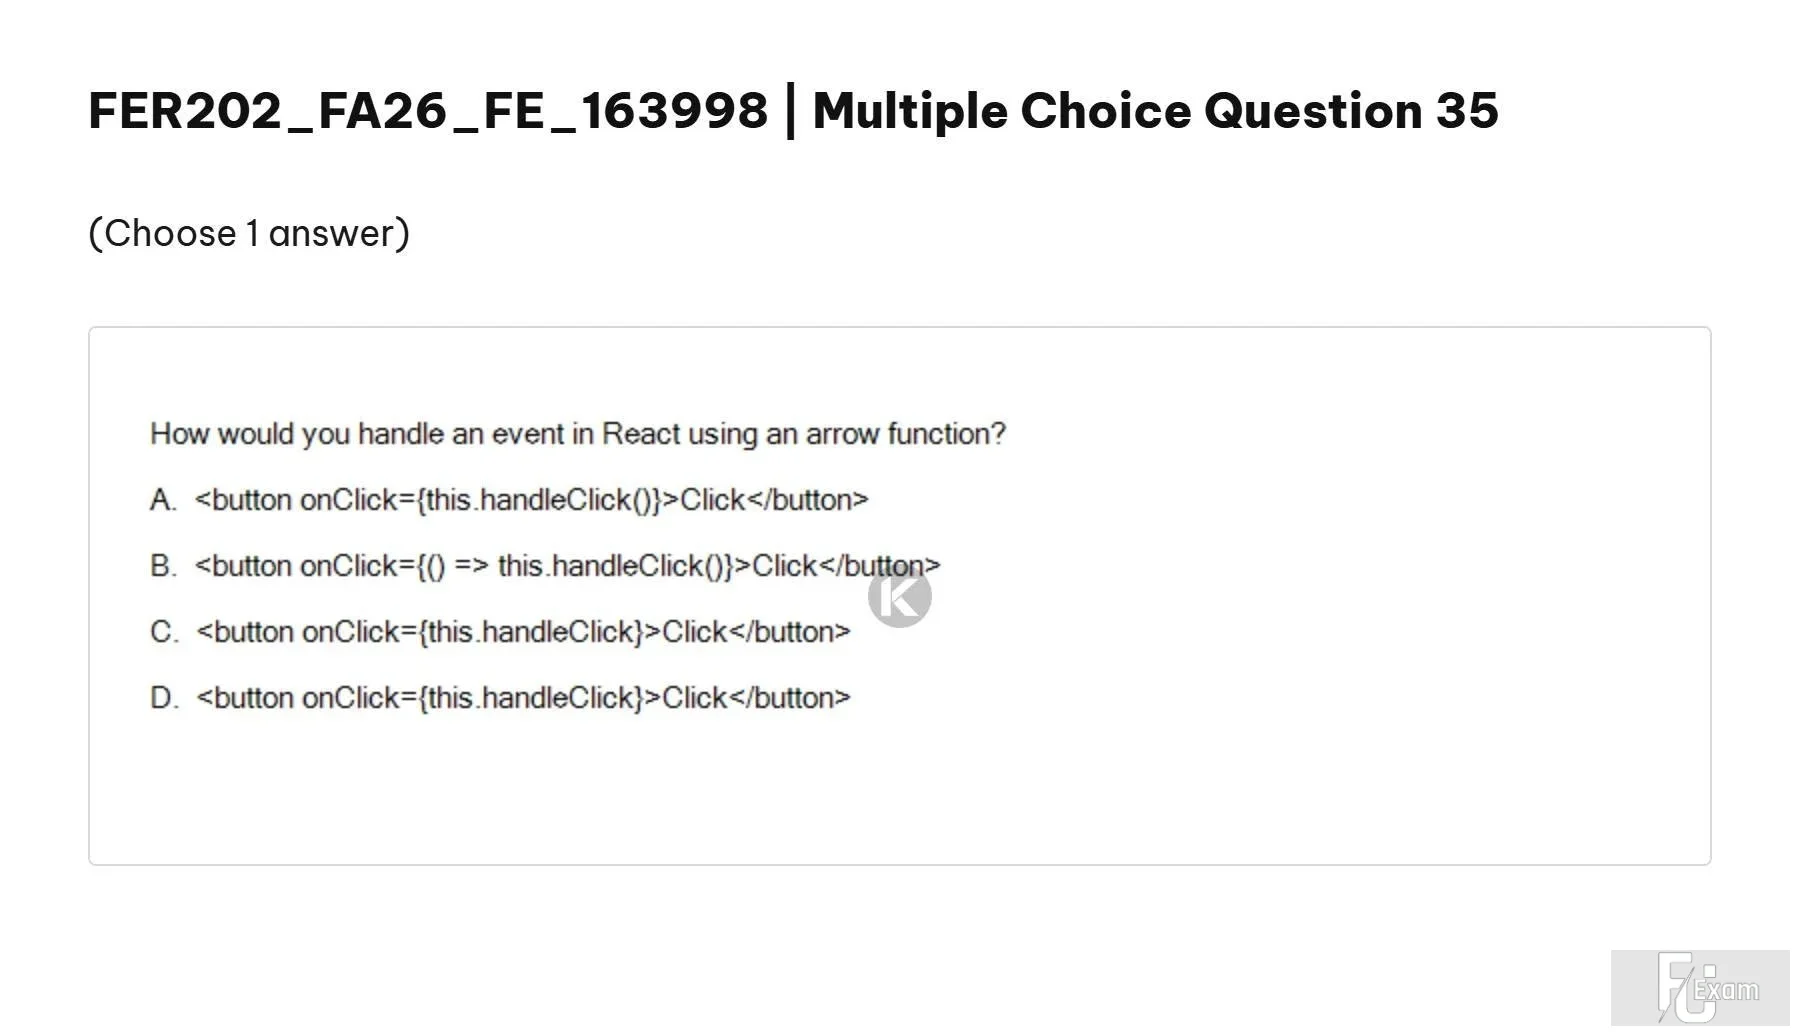 FER202_FA26_FE_163998 | Multiple Choice Question 35
(Choose 1 answer)
How would you handle an event in React using an arrow function?
A. <button onClick={this.handleClick()}>Click</button>
B. <button onClick={() => this.handleClick()}>Click</button>
C. <button onClick={this.handleClick}>Click</button>
D. <button onClick={this.handleClick}>Click</button>
K
FU Exam